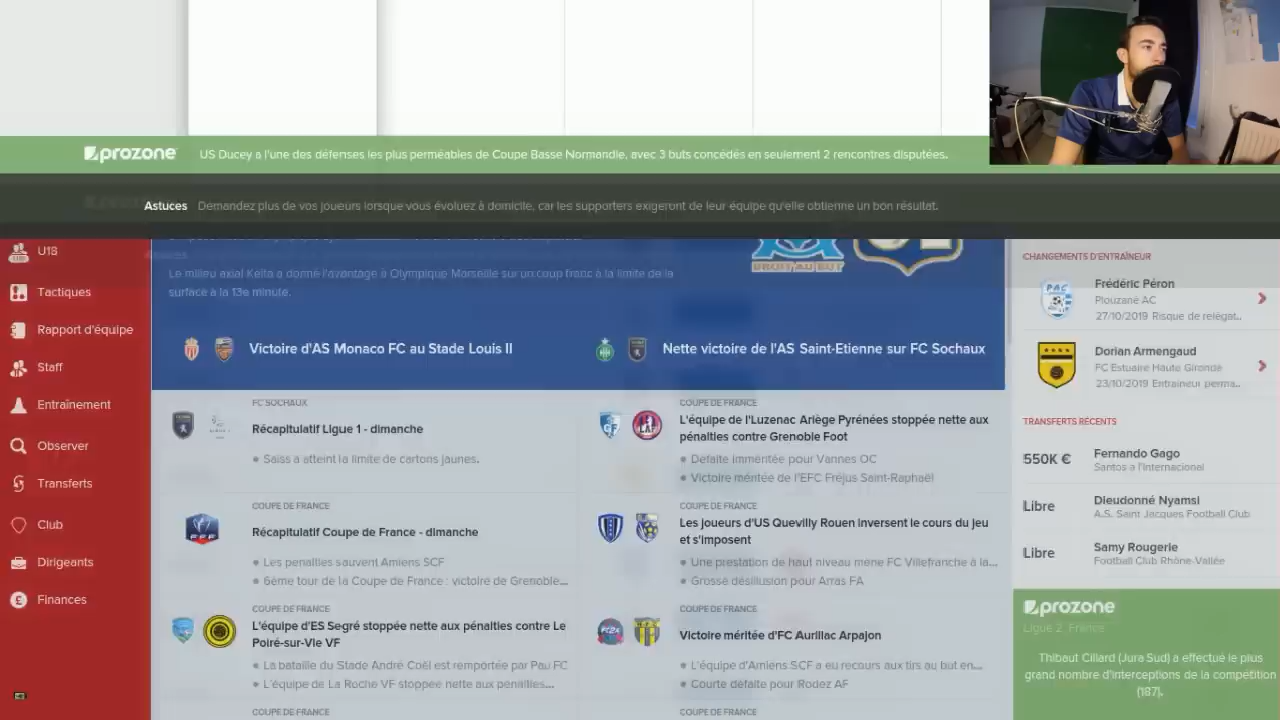 prozone
US Ducey a l'une des défenses les plus perméables de Coupe Basse Normandie, avec 3 buts concédés en seulement 2 rencontres disputées.
Astuces Demandez plus de vos joueurs lorsque vous évoluez à domicile, car les supporters exigeront de leur équipe qu'elle obtienne un bon résultat.
U18
Tactiques
Rapport d'équipe
Staff
Entraînement
Observer
Transferts
Club
Dirigeants
Finances
Le milieu axial Keita a donné l'avantage à Olympique Marseille sur un coup franc à la limite de la
surface à la 13e minute.
DROIT AU BUT
Victoire d'AS Monaco FC au Stade Louis II
Nette victoire de l'AS Saint-Etienne sur FC Sochaux
FC SOCHAUX
Récapitulatif Ligue 1 - dimanche
Saïss a atteint la limite de cartons jaunes.
COUPE DE FRANCE
L'équipe de l'Luzenac Ariège Pyrénées stoppée nette aux
pénalties contre Grenoble Foot
Défaite imméritée pour Vannes OC
Victoire méritée de l'EFC Fréjus Saint-Raphaël
COUPE DE FRANCE
Récapitulatif Coupe de France - dimanche
Les penalties sauvent Amiens SCF
6ème tour de la Coupe de France : victoire de Grenoble...
COUPE DE FRANCE
Les joueurs d'US Quevilly Rouen inversent le cours du jeu
et s'imposent
Une prestation de haut niveau mène FC Villefranche à la...
Grosse désillusion pour Arras FA
COUPE DE FRANCE
L'équipe d'ES Segré stoppée nette aux pénalties contre Le
Poiré-sur-Vie VF
La bataille du Stade André Coël est remportée par Pau FC
L'équipe de La Roche VF stoppée nette aux pénalties...
COUPE DE FRANCE
Victoire méritée d'FC Aurillac Arpajon
L'équipe d'Amiens SCF a eu recours aux tirs au but en...
Courte défaite pour Rodez AF
COUPE DE FRANCE
COUPE DE FRANCE
CHANGEMENTS D'ENTRAÎNEUR
Frédéric Péron
Plouzané AC
27/10/2019 Risque de relégat..
Dorian Armengaud
FC Estuaire Haute Gironde
23/10/2019 Entraîneur perma..
TRANSFERTS RÉCENTS
550K € Fernando Gago
Santos à l'Internacional
Libre Dieudonné Nyamsi
A.S. Saint Jacques Football Club
Libre Samy Rougerie
Football Club Rhône-Vallée
prozone
Ligue 2, France
Thibaut Cillard (Jura Sud) a effectué le plus
grand nombre d'interceptions de la compétition
(187).